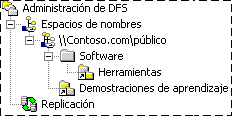 Administración de DFS
Espacios de nombres
\\Contoso.com\público
Software
Herramientas
Demostraciones de aprendizaje
Replicación